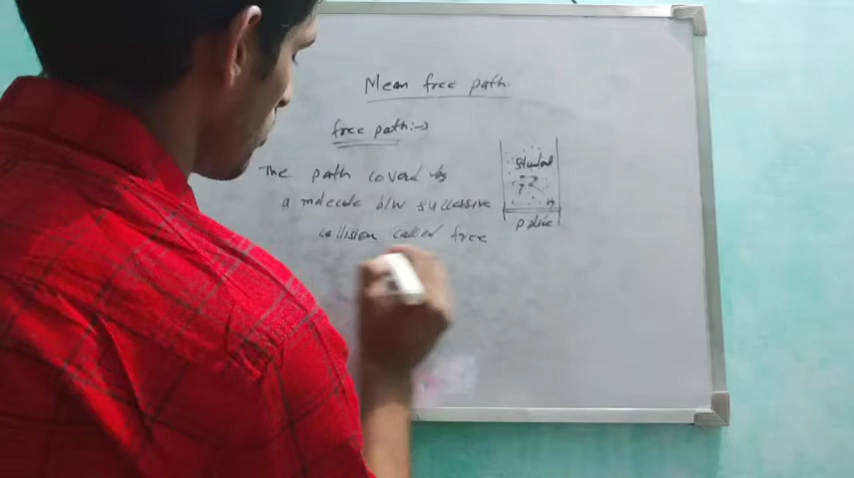 Mean free path.
free path:→
The path covered by
a molecule b/w successive
collision called free
student
police